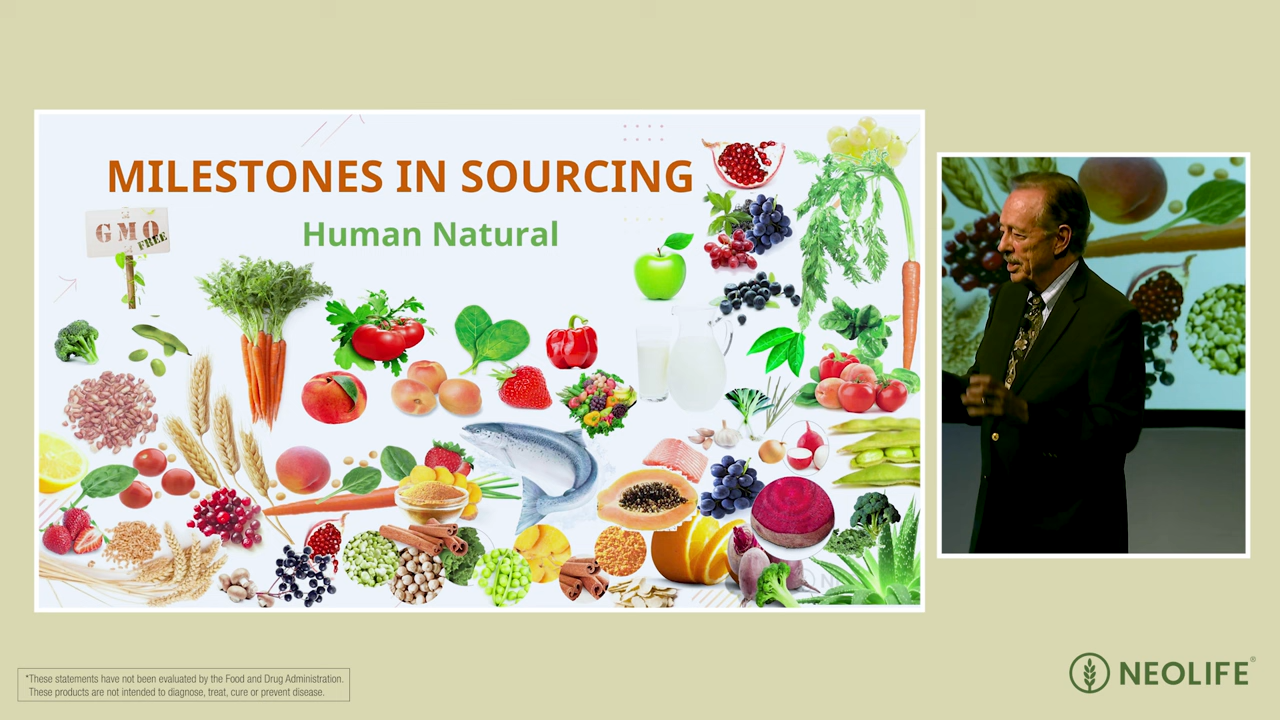 MILESTONES IN SOURCING
Human Natural
GMO
FREE
*These statements have not been evaluated by the Food and Drug Administration.
These products are not intended to diagnose, treat, cure or prevent disease.
NEOLIFE®